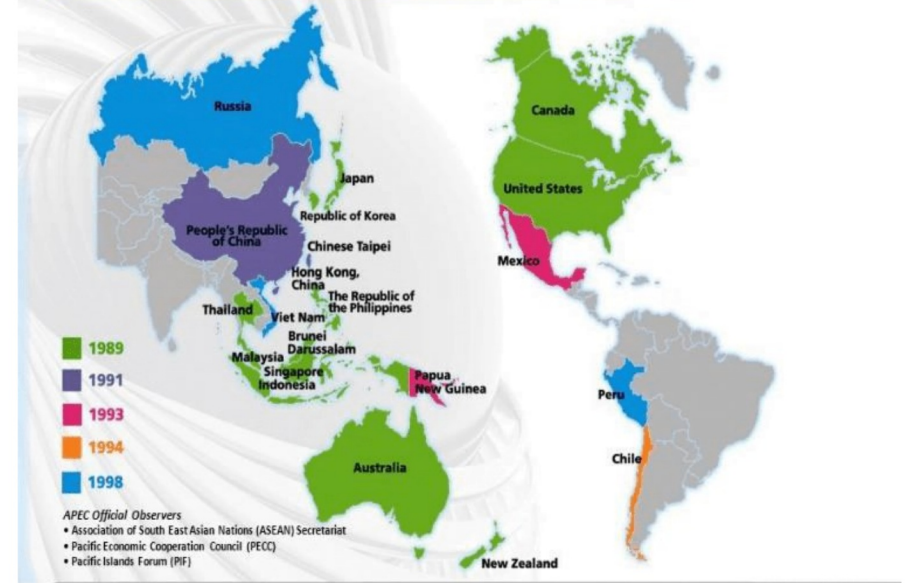 Russia
Canada
Japan
United States
Republic of Korea
People's Republic
of China
Chinese Taipei
Mexico
Hong Kong,
China
The Republic of
the Philippines
Thailand
Viet Nam
Brunei
Darussalam
Malaysia
Singapore
Indonesia
Papua
New Guinea
Peru
Chile
Australia
New Zealand
1989
1991
1993
1994
1998
APEC Official Observers
• Association of South East Asian Nations (ASEAN) Secretariat
• Pacific Economic Cooperation Council (PECC)
• Pacific Islands Forum (PIF)